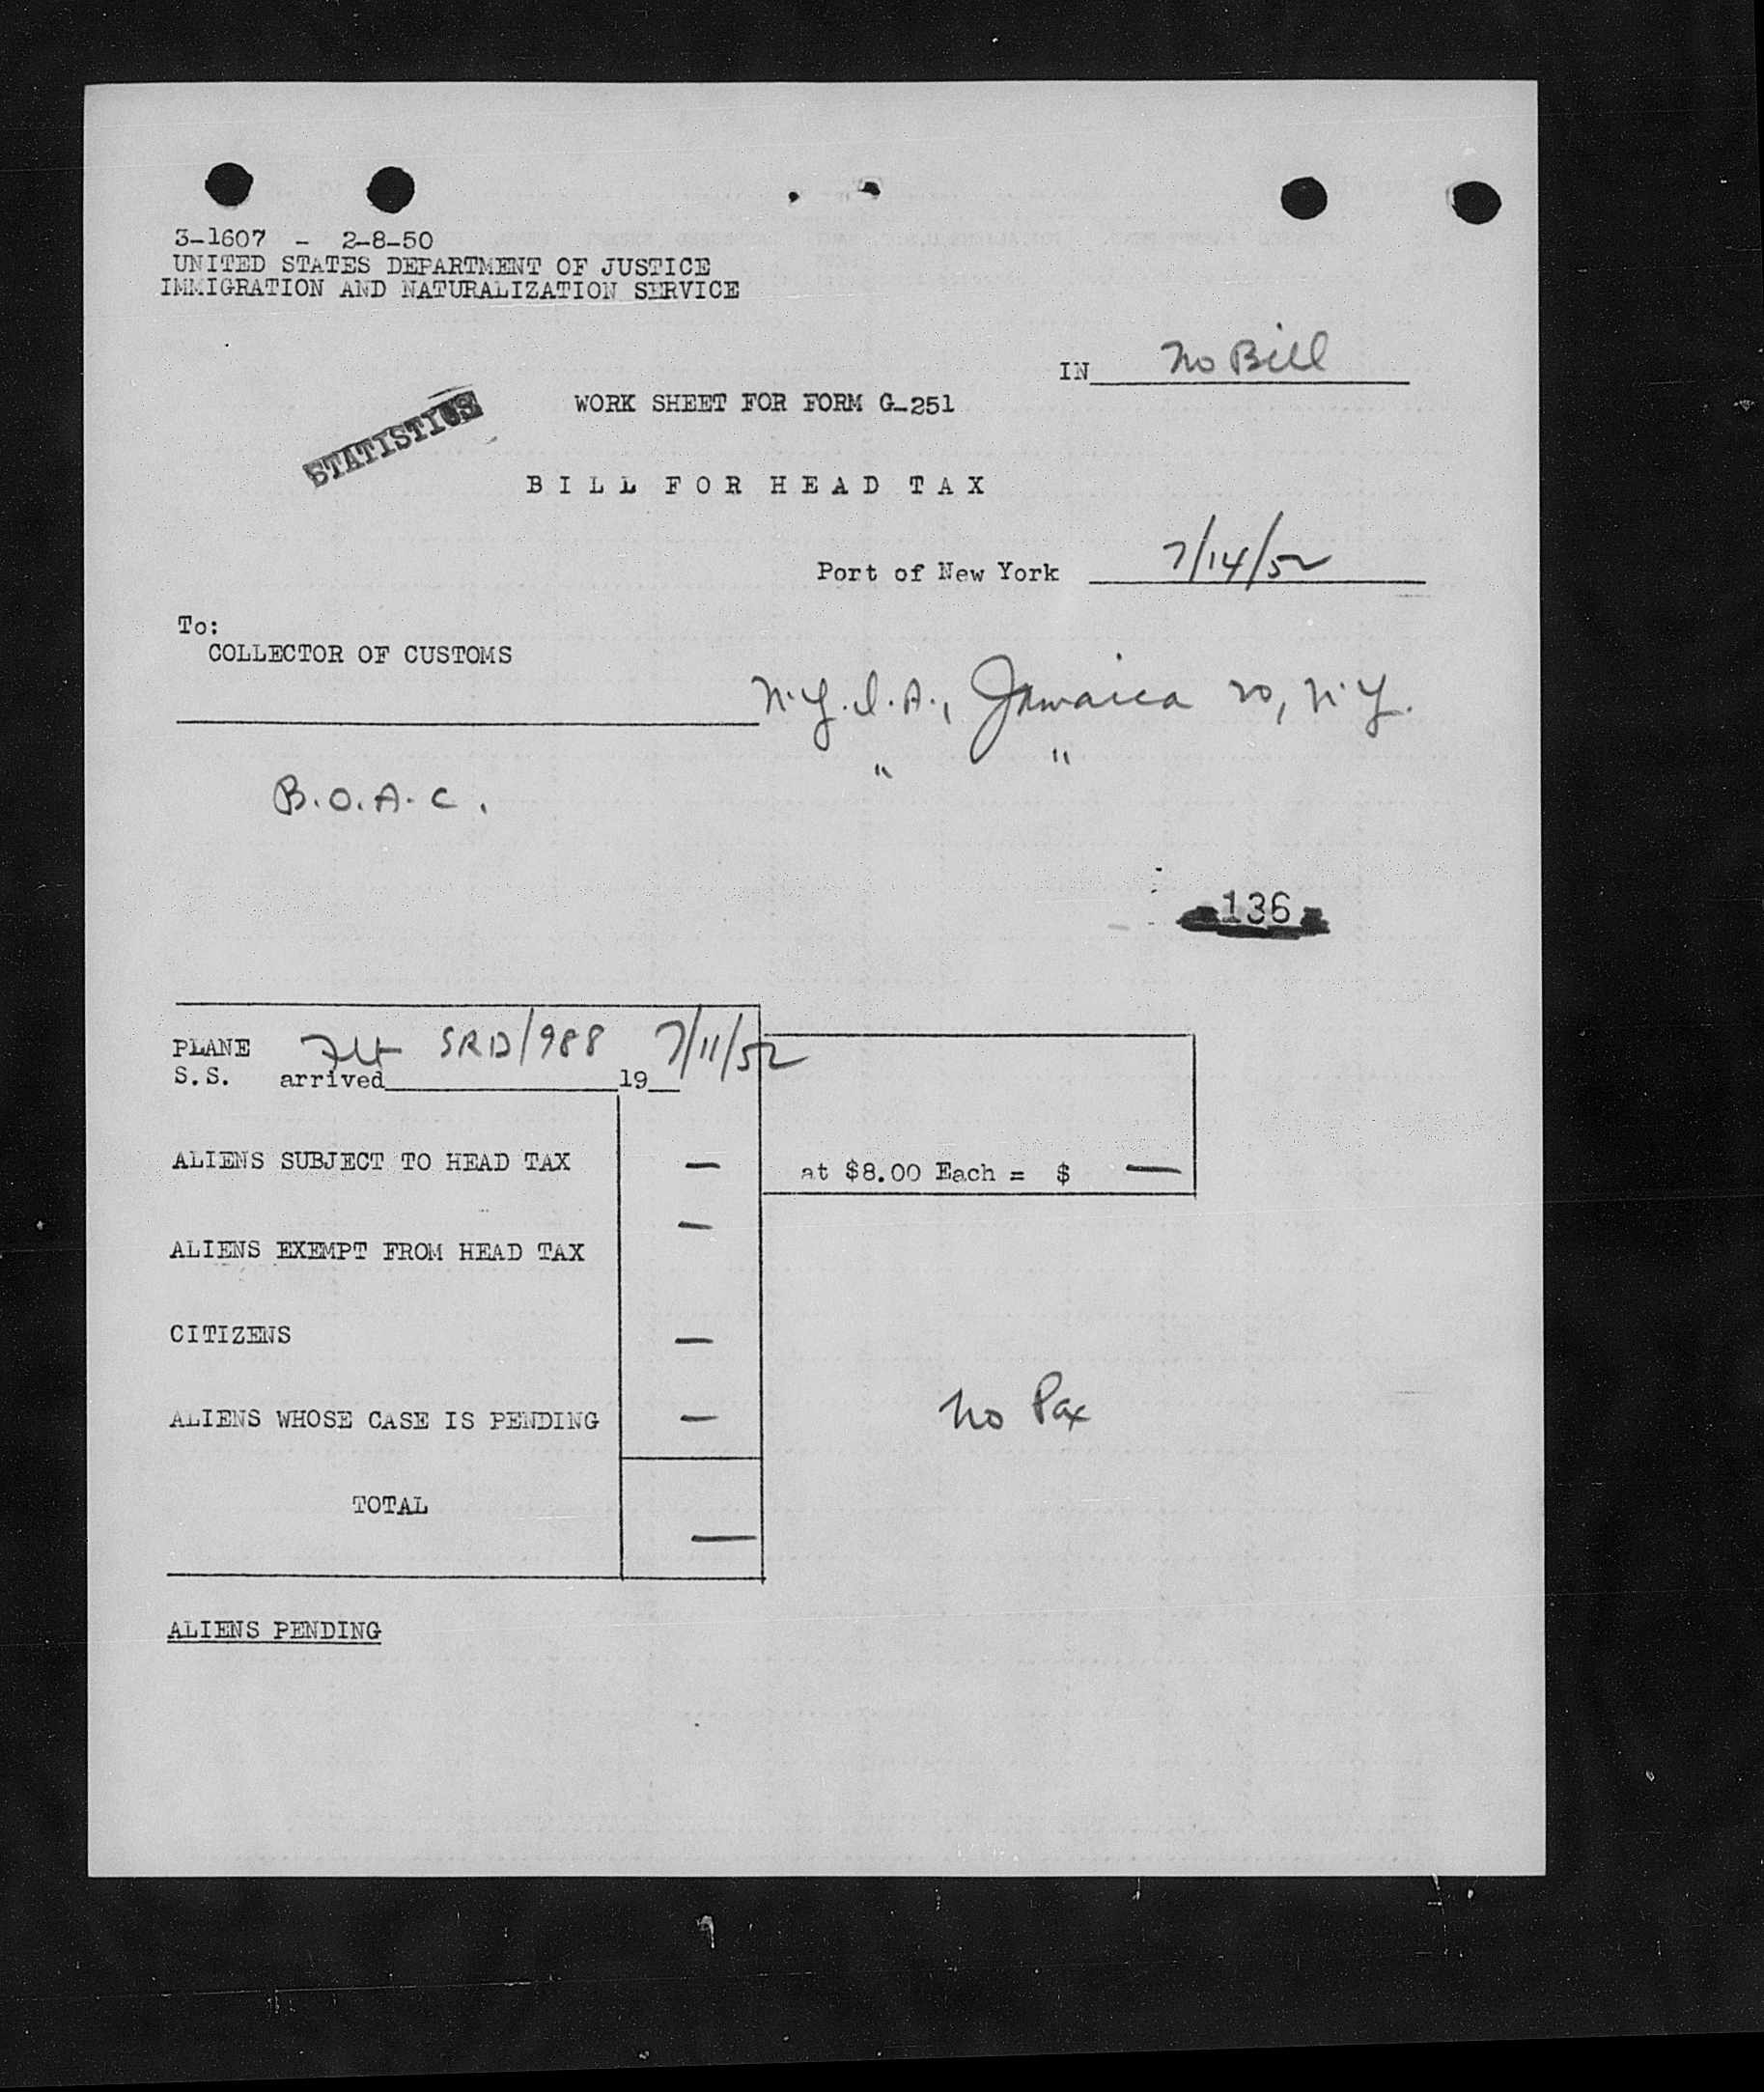 3-1607 - 2-8-50
UNITED STATES DEPARTMENT OF JUSTICE
IMMIGRATION AND NATURALIZATION SERVICE
IN No Bill
STATISTICS
WORK SHEET FOR FORM G-251
BILL FOR HEAD TAX
Port of New York 7/14/52
To:
COLLECTOR OF CUSTOMS
N.Y.I.A., Jamaica 20, N.Y.
" "
B.O.A.C.
136
PLANE Flt SRD/988 7/11/52
S.S. arrived 19
ALIENS SUBJECT TO HEAD TAX — at $8.00 Each = $ —
ALIENS EXEMPT FROM HEAD TAX —
CITIZENS —
ALIENS WHOSE CASE IS PENDING — No Pax
TOTAL —
ALIENS PENDING